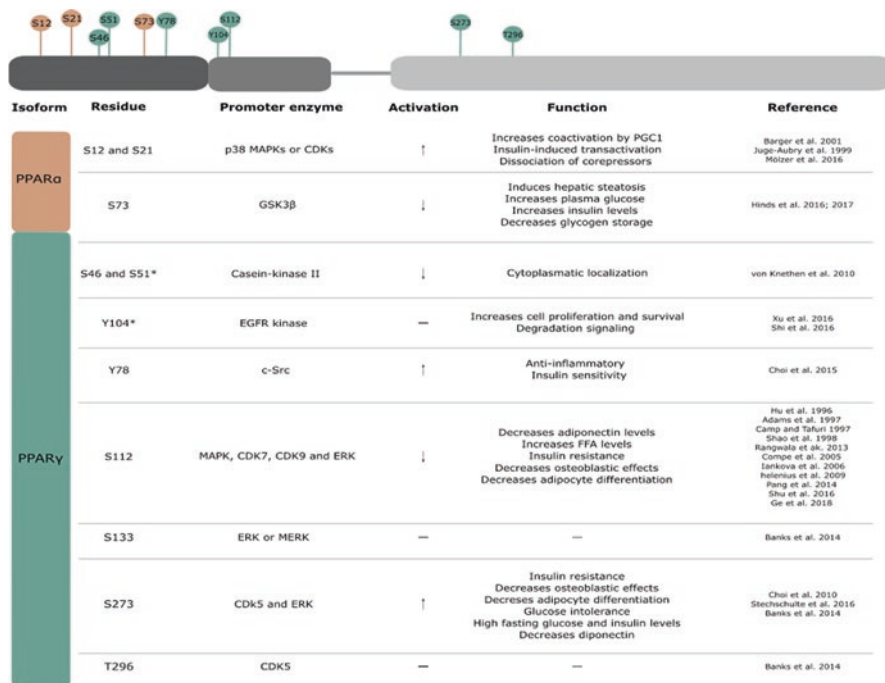 S12
S21
S46
S51
S73
Y78
Y104
S112
S273
T296
Isoform Residue Promoter enzyme Activation Function Reference
PPARα
S12 and S21
p38 MAPKs or CDKs
↑
Increases coactivation by PGC1
Insulin-induced transactivation
Dissociation of corepressors
Barger et al. 2001
Juge-Aubry et al. 1999
Mölzer et al. 2016
S73
GSK3β
↓
Induces hepatic steatosis
Increases plasma glucose
Increases insulin levels
Decreases glycogen storage
Hinds et al. 2016; 2017
PPARγ
S46 and S51*
Casein-kinase II
↓
Cytoplasmatic localization
von Knethen et al. 2010
Y104*
EGFR kinase
—
Increases cell proliferation and survival
Degradation signaling
Xu et al. 2016
Shi et al. 2016
Y78
c-Src
↑
Anti-inflammatory
Insulin sensitivity
Choi et al. 2015
S112
MAPK, CDK7, CDK9 and ERK
↓
Decreases adiponectin levels
Increases FFA levels
Insulin resistance
Decreases osteoblastic effects
Decreases adipocyte differentiation
Hu et al. 1996
Adams et al. 1997
Camp and Tafuri 1997
Shao et al. 1998
Rangwala et ak. 2013
Compe et al. 2005
Iankova et al. 2006
helenius et al. 2009
Pang et al. 2014
Shu et al. 2016
Ge et al. 2018
S133
ERK or MERK
—
—
Banks et al. 2014
S273
CDk5 and ERK
↑
Insulin resistance
Decreases osteoblastic effects
Decreses adipocyte differentiation
Glucose intolerance
High fasting glucose and insulin levels
Decreases diponectin
Choi et al. 2010
Stechschulte et al. 2016
Banks et al. 2014
T296
CDK5
—
—
Banks et al. 2014